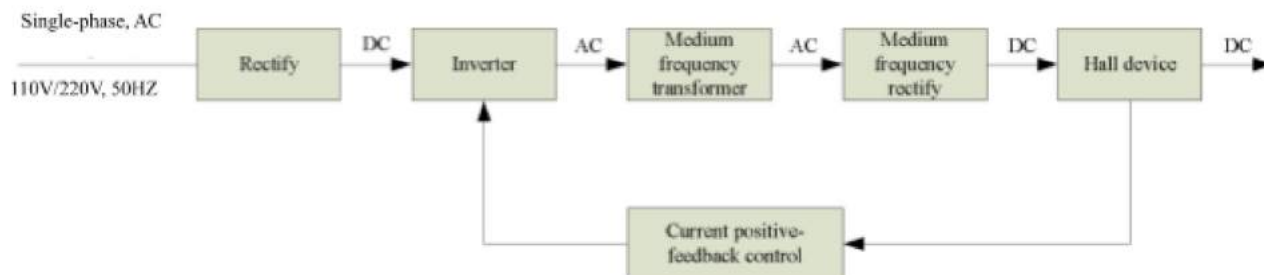 Single-phase, AC
110V/220V, 50HZ
Rectify
DC
Inverter
AC
Medium
frequency
transformer
AC
Medium
frequency
rectify
DC
Hall device
DC
Current positive-
feedback control